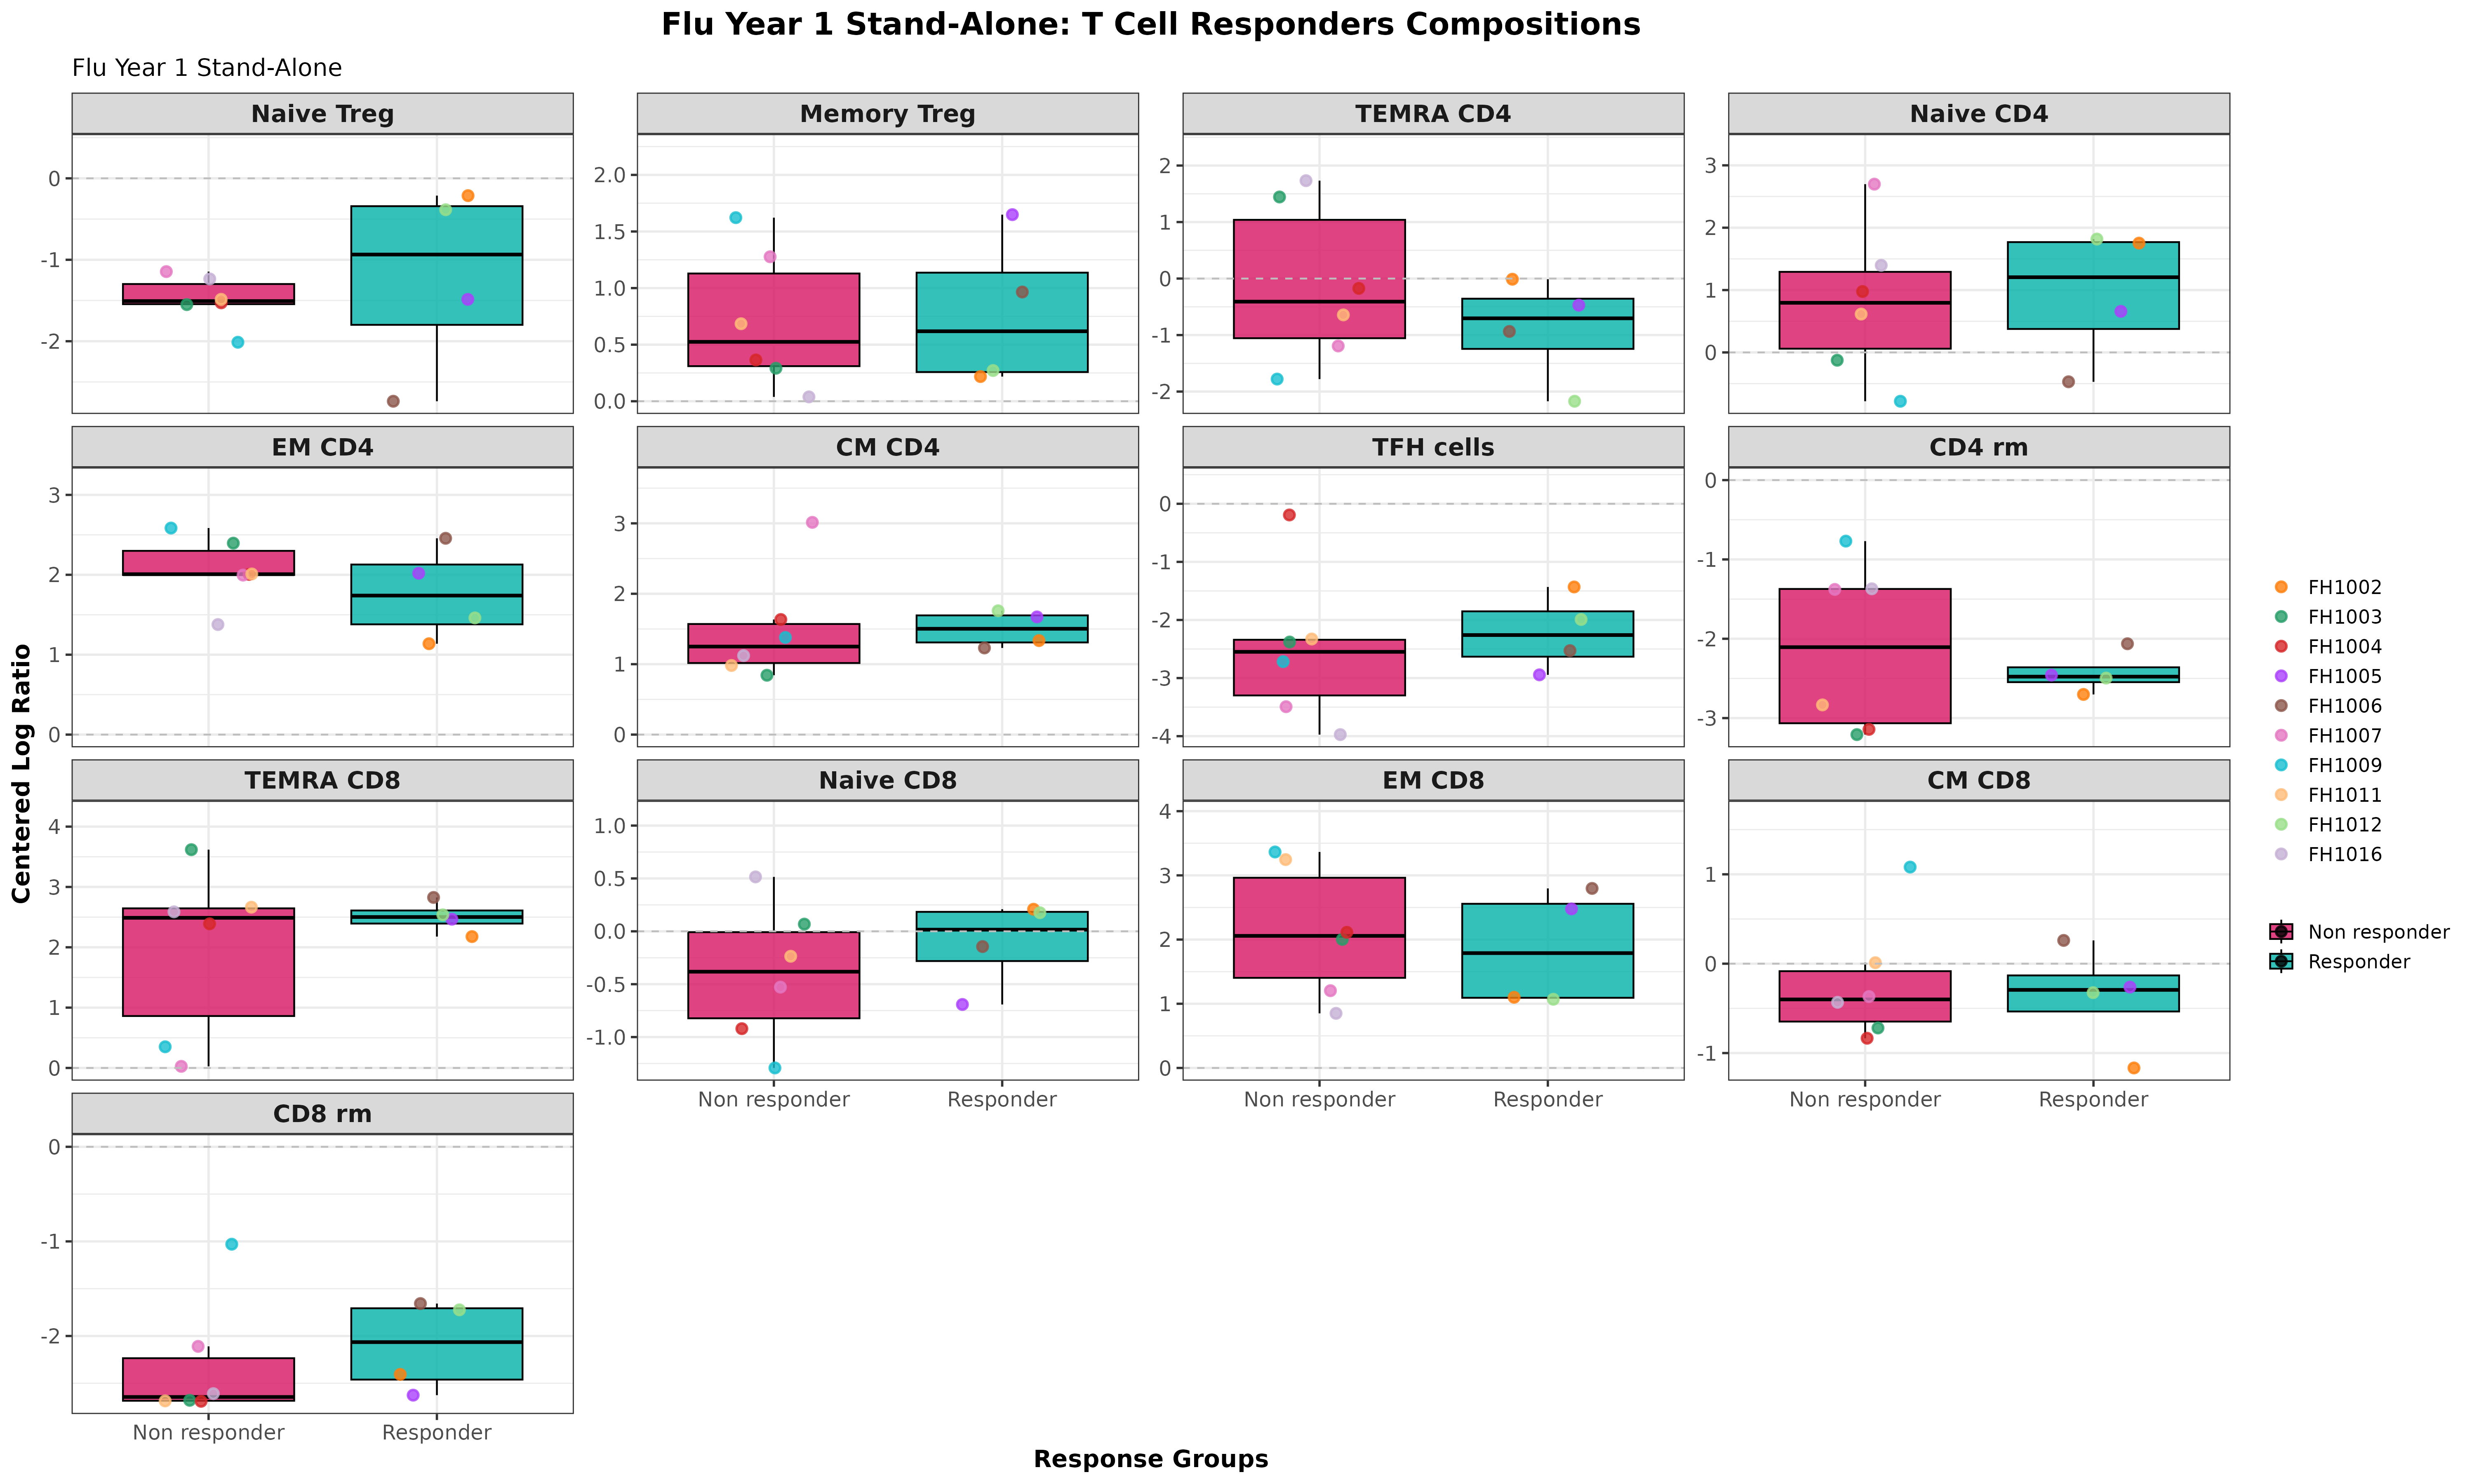 Flu Year 1 Stand-Alone: T Cell Responders Compositions
Flu Year 1 Stand-Alone
Naive Treg
Memory Treg
TEMRA CD4
Naive CD4
0
-1
-2
2.0
1.5
1.0
0.5
0.0
2
1
0
-1
-2
3
2
1
0
EM CD4
CM CD4
TFH cells
CD4 rm
3
2
1
0
3
2
1
0
0
-1
-2
-3
-4
0
-1
-2
-3
TEMRA CD8
Naive CD8
EM CD8
CM CD8
4
3
2
1
0
1.0
0.5
0.0
-0.5
-1.0
4
3
2
1
0
1
0
-1
Non responder
Responder
Non responder
Responder
Non responder
Responder
CD8 rm
0
-1
-2
Non responder
Responder
Centered Log Ratio
Response Groups
FH1002
FH1003
FH1004
FH1005
FH1006
FH1007
FH1009
FH1011
FH1012
FH1016
Non responder
Responder